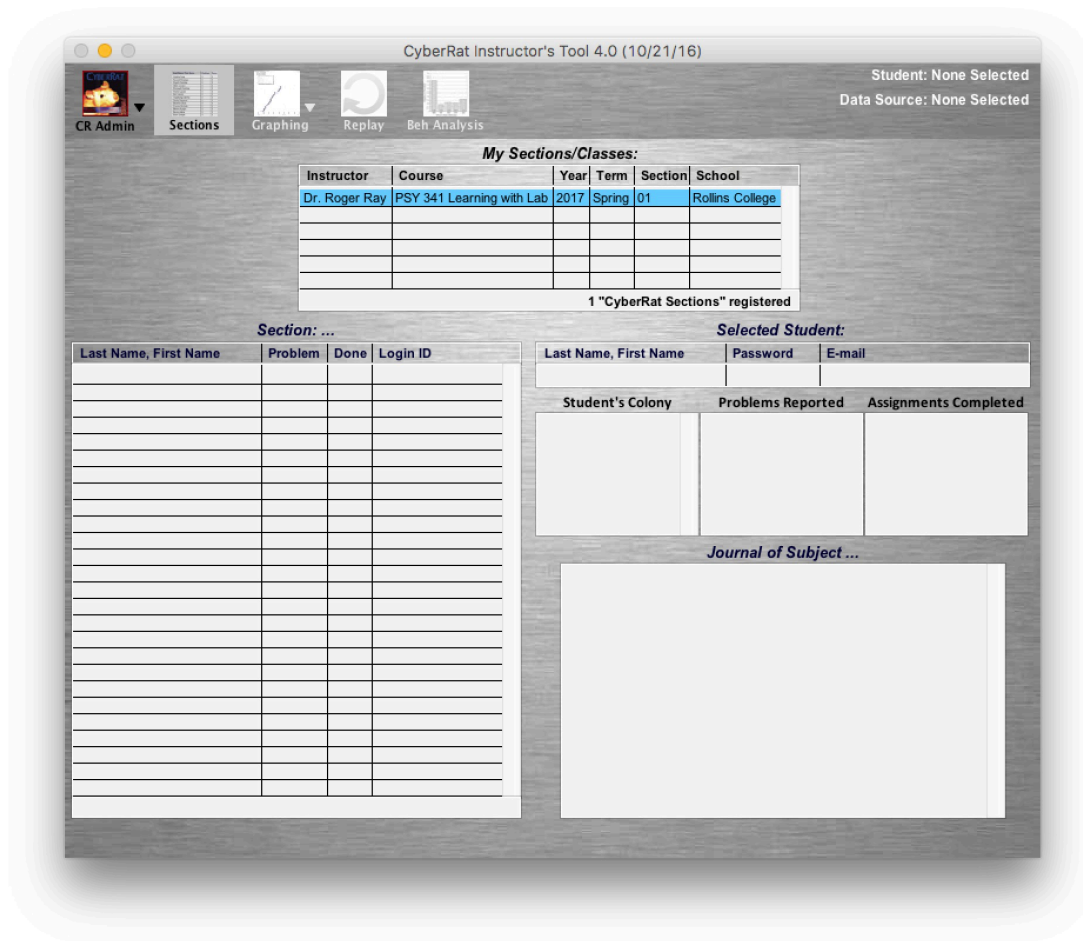 CyberRat Instructor's Tool 4.0 (10/21/16)
CYBERRAT
Student: None Selected
Data Source: None Selected
CR Admin Sections Graphing Replay Beh Analysis
My Sections/Classes:
Instructor Course Year Term Section School
Dr. Roger Ray PSY 341 Learning with Lab 2017 Spring 01 Rollins College
1 "CyberRat Sections" registered
Section: ...
Last Name, First Name Problem Done Login ID
Selected Student:
Last Name, First Name Password E-mail
Student's Colony Problems Reported Assignments Completed
Journal of Subject ...